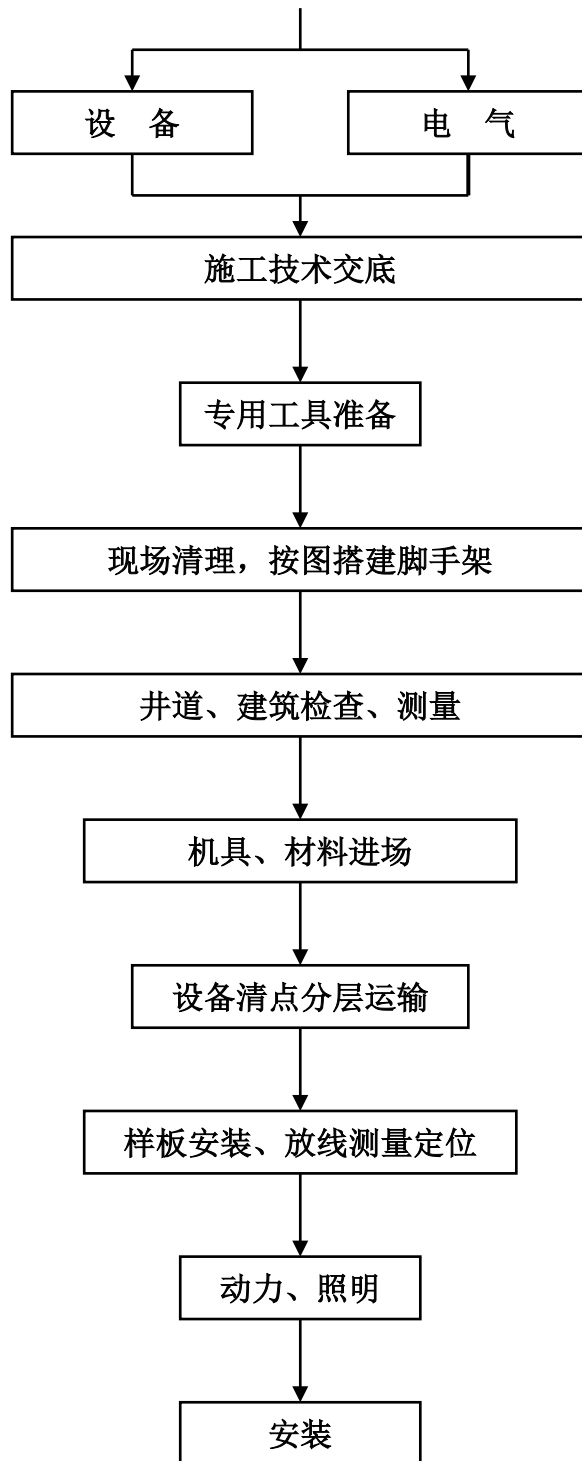 设　备
电　气
施工技术交底
专用工具准备
现场清理，按图搭建脚手架
井道、建筑检查、测量
机具、材料进场
设备清点分层运输
样板安装、放线测量定位
动力、照明
安装